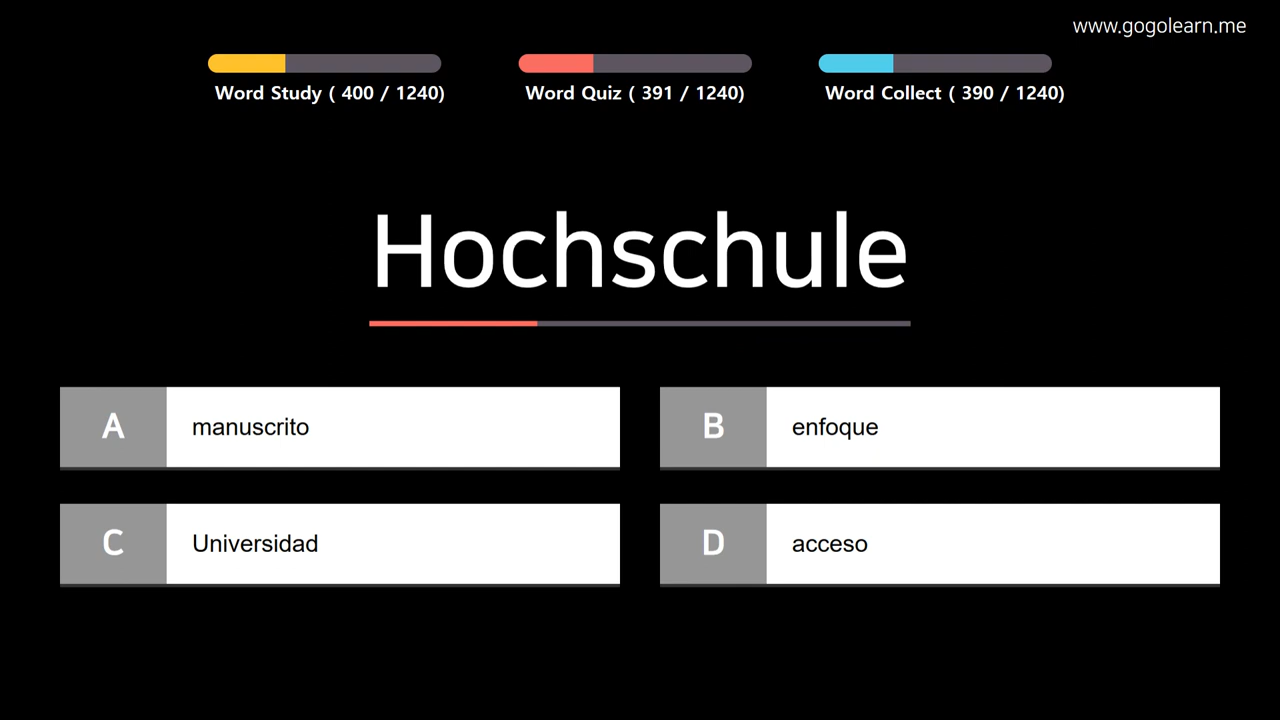 www.gogolearn.me
Word Study ( 400 / 1240)
Word Quiz ( 391 / 1240)
Word Collect ( 390 / 1240)
Hochschule
A
manuscrito
B
enfoque
C
Universidad
D
acceso